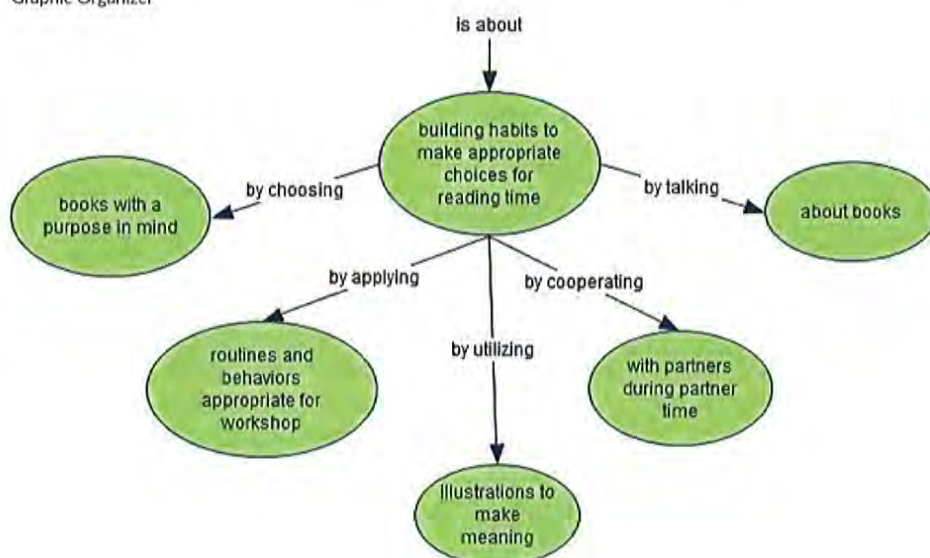 Graphic Organizer
is about
building habits to
make appropriate
choices for
reading time
by choosing
books with a
purpose in mind
by talking
about books
by applying
routines and
behaviors
appropriate for
workshop
by utilizing
illustrations to
make
meaning
by cooperating
with partners
during partner
time